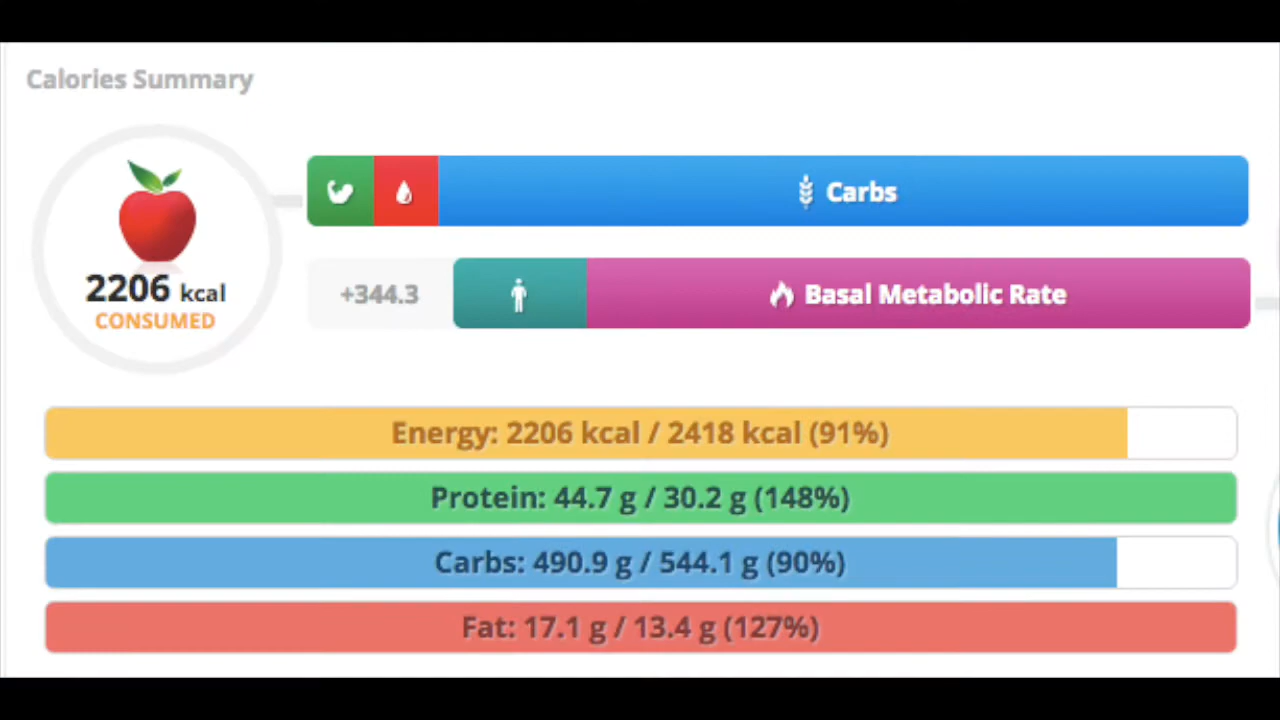 Calories Summary
2206 kcal
CONSUMED
Carbs
+344.3
Basal Metabolic Rate
Energy: 2206 kcal / 2418 kcal (91%)
Protein: 44.7 g / 30.2 g (148%)
Carbs: 490.9 g / 544.1 g (90%)
Fat: 17.1 g / 13.4 g (127%)